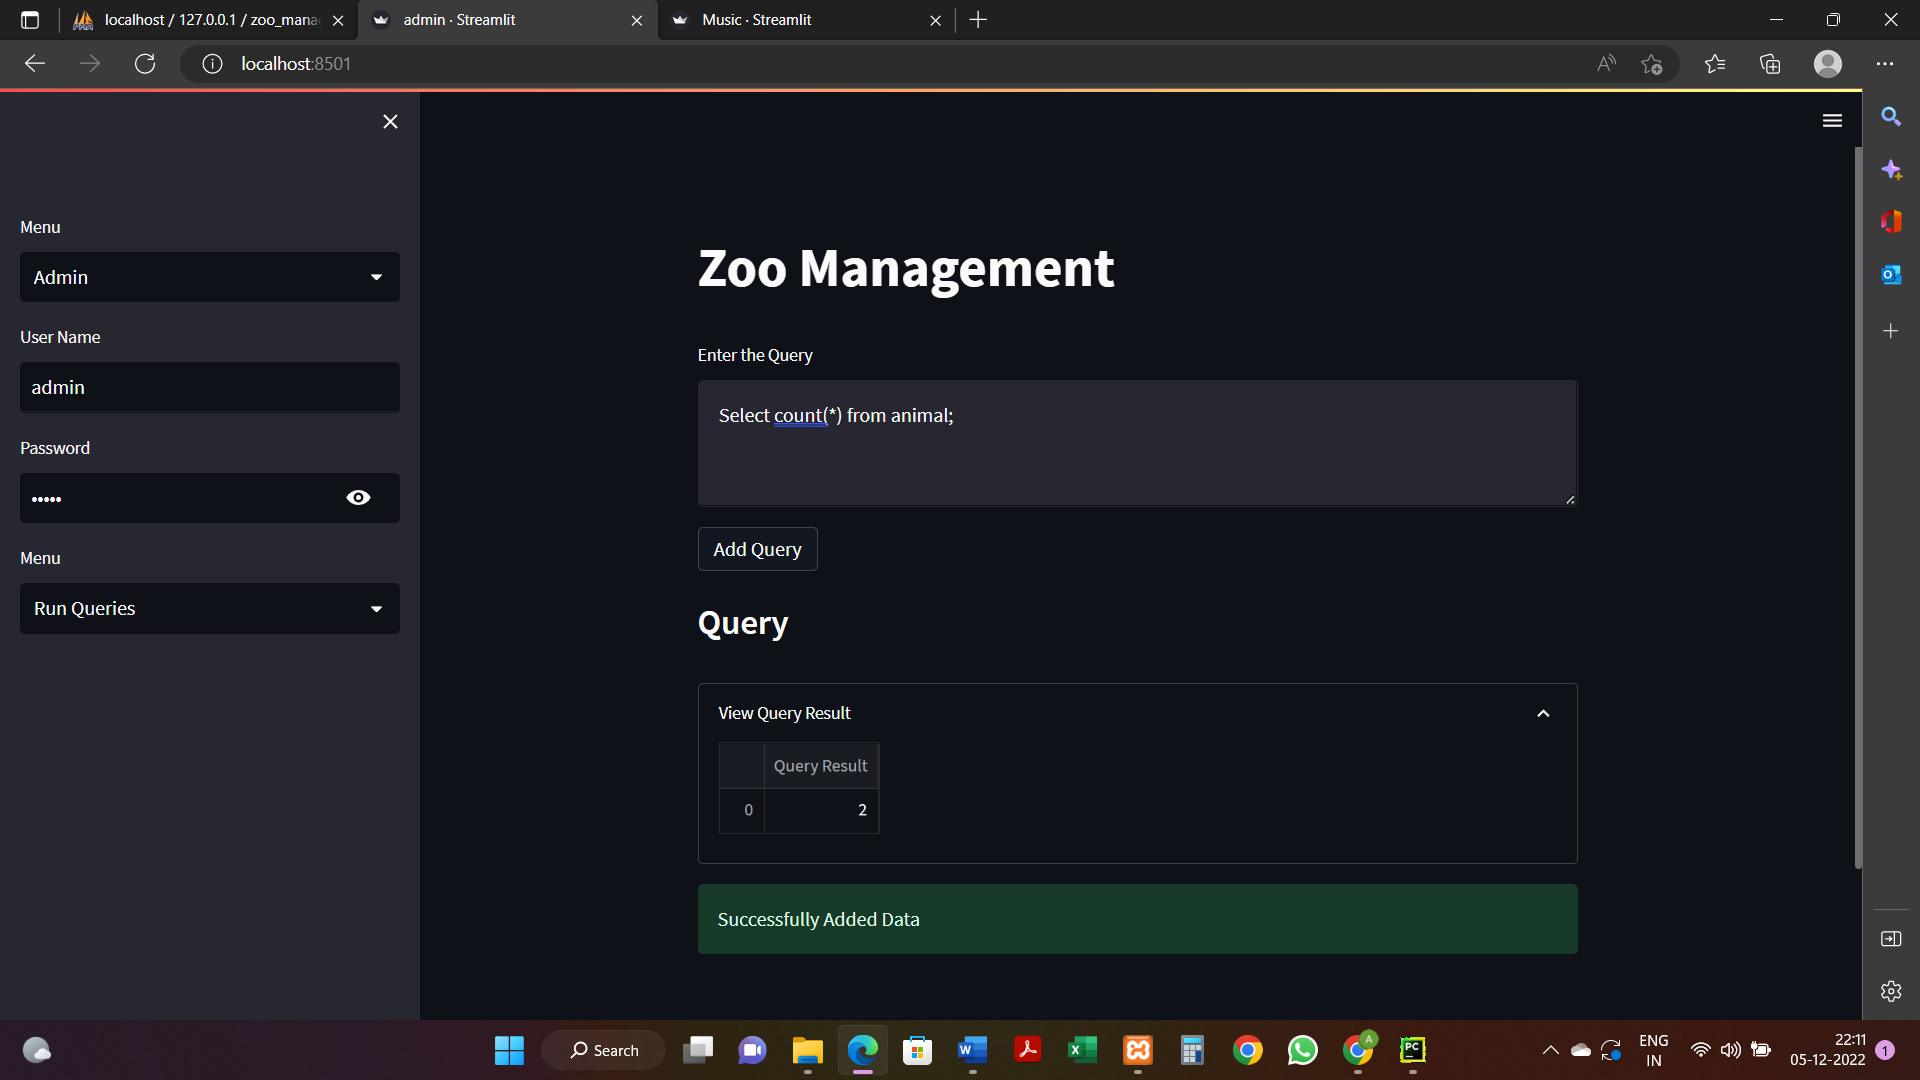 localhost / 127.0.0.1 / zoo_mana
admin · Streamlit
Music · Streamlit
localhost:8501
Menu
Admin
User Name
admin
Password
•••••
Menu
Run Queries
Zoo Management
Enter the Query
Select count(*) from animal;
Add Query
Query
View Query Result
Query Result
0 2
Successfully Added Data
Search
ENG
IN
22:11
05-12-2022
1